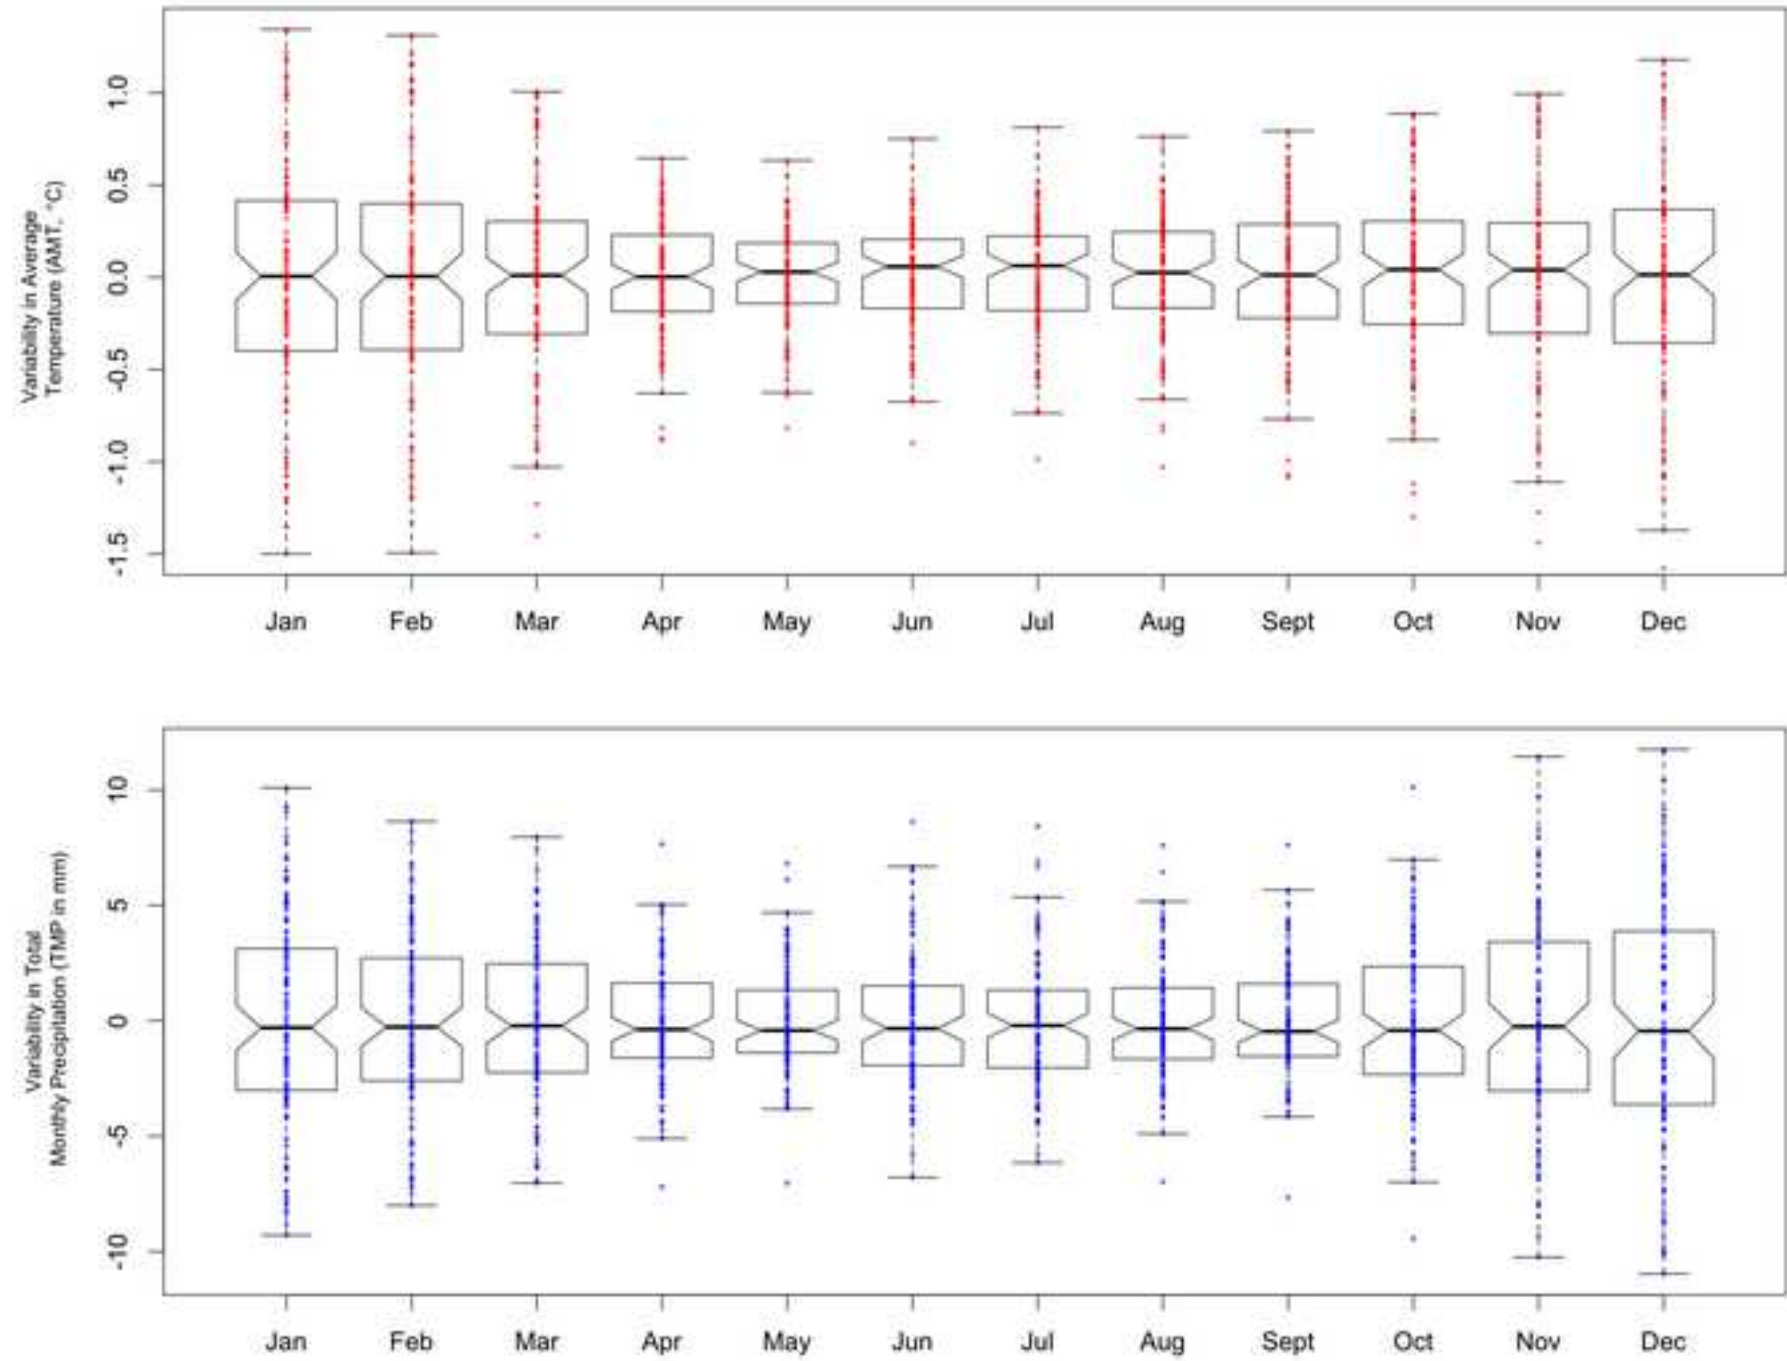 Variability in Average
Temperature (AMT, °C)
1.0
0.5
0.0
-0.5
-1.0
-1.5
Jan Feb Mar Apr May Jun Jul Aug Sept Oct Nov Dec
Variability in Total
Monthly Precipitation (TMP in mm)
10
5
0
-5
-10
Jan Feb Mar Apr May Jun Jul Aug Sept Oct Nov Dec